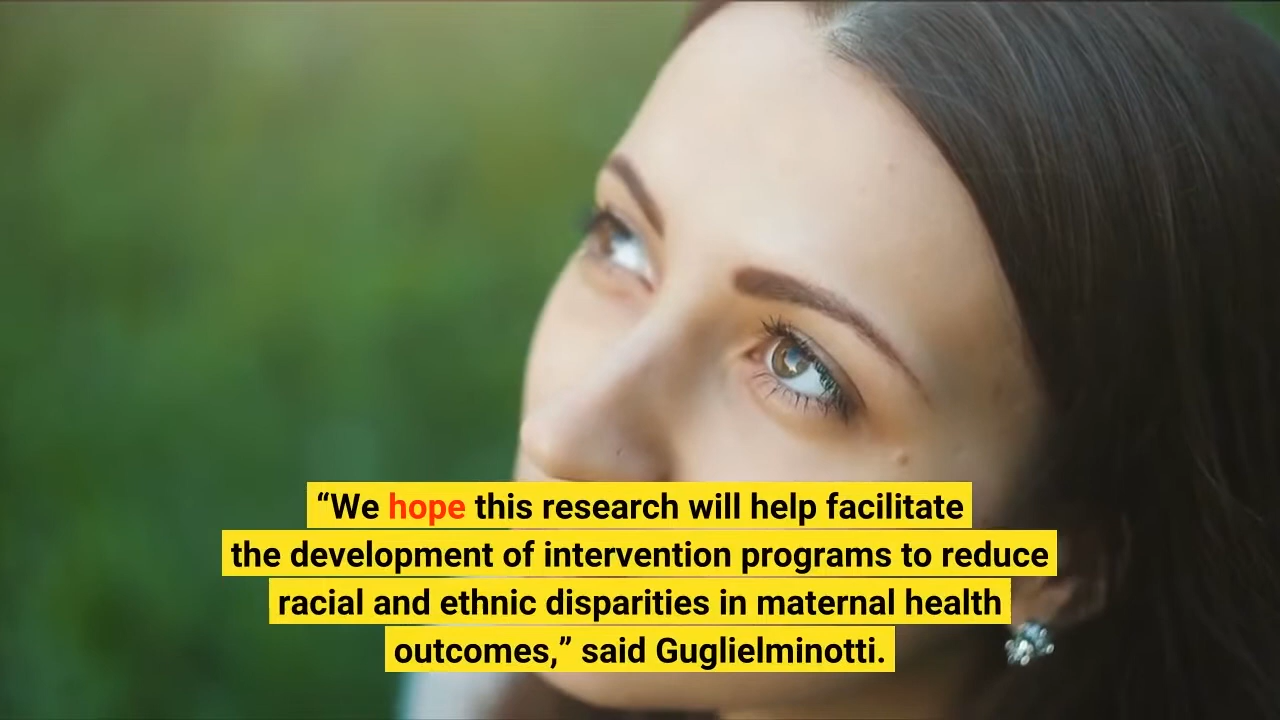 “We hope this research will help facilitate
the development of intervention programs to reduce
racial and ethnic disparities in maternal health
outcomes,” said Guglielminotti.